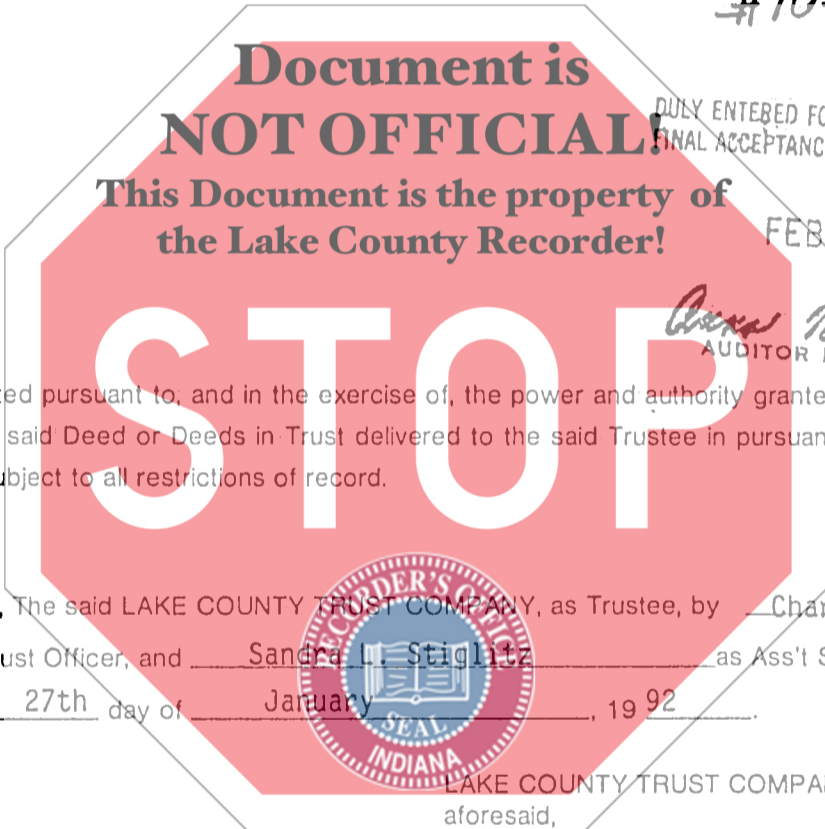 Document is
NOT OFFICIAL!
DULY ENTERED FO
FINAL ACCEPTANC
This Document is the property of
the Lake County Recorder!
FEB
STOP
AUDITOR
ted pursuant to, and in the exercise of, the power and authority grante
said Deed or Deeds in Trust delivered to the said Trustee in pursuan
ubject to all restrictions of record.
The said LAKE COUNTY TRUST COMPANY, as Trustee, by Char
ust Officer, and Sandra L. Stiglitz as Ass't S
27th day of January, 19 92.
RECORDER'S OFFICE
SEAL
INDIANA
LAKE COUNTY TRUST COMPA
aforesaid,